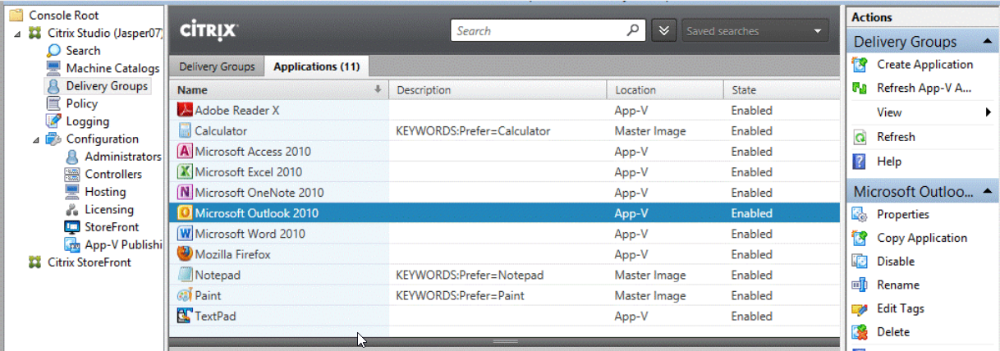 Console Root
Citrix Studio (Jasper07)
Search
Machine Catalogs
Delivery Groups
Policy
Logging
Configuration
Administrators
Controllers
Hosting
Licensing
StoreFront
App-V Publishi
Citrix StoreFront
CİTRIX
Search
Saved searches
Delivery Groups Applications (11)
Name Description Location State
Adobe Reader X App-V Enabled
Calculator KEYWORDS:Prefer=Calculator Master Image Enabled
Microsoft Access 2010 App-V Enabled
Microsoft Excel 2010 App-V Enabled
Microsoft OneNote 2010 App-V Enabled
Microsoft Outlook 2010 App-V Enabled
Microsoft Word 2010 App-V Enabled
Mozilla Firefox App-V Enabled
Notepad KEYWORDS:Prefer=Notepad Master Image Enabled
Paint KEYWORDS:Prefer=Paint Master Image Enabled
TextPad App-V Enabled
Actions
Delivery Groups
Create Application
Refresh App-V A...
View
Refresh
Help
Microsoft Outloo...
Properties
Copy Application
Disable
Rename
Edit Tags
Delete